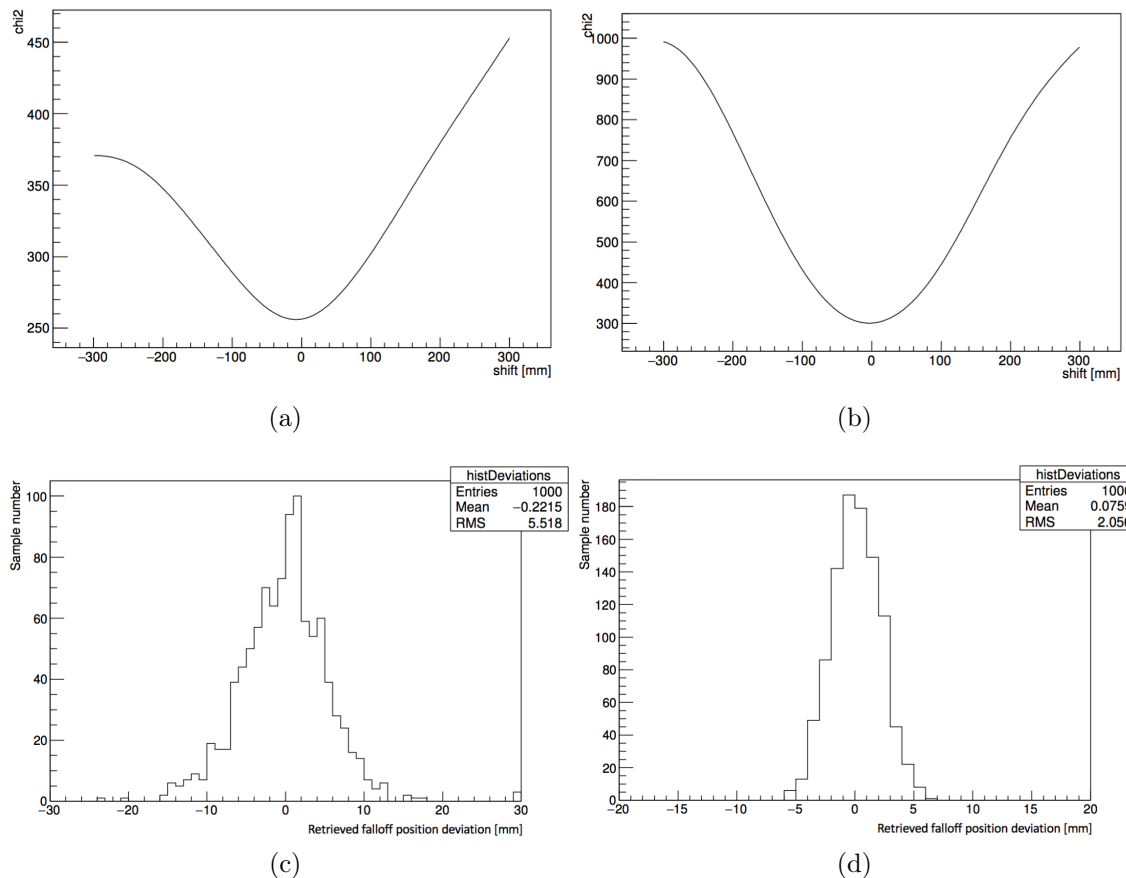 chi2
450
400
350
300
250
−300 −200 −100 0 100 200 300
shift [mm]
(a)
chi2
1000
900
800
700
600
500
400
300
−300 −200 −100 0 100 200 300
shift [mm]
(b)
histDeviations
Entries 1000
Mean −0.2215
RMS 5.518
Sample number
100
80
60
40
20
0
−30 −20 −10 0 10 20 30
Retrieved falloff position deviation [mm]
(c)
histDeviations
Entries
Mean
RMS
Sample number
180
160
140
120
100
80
60
40
20
0
−20 −15 −10 −5 0 5 10 15 20
Retrieved falloff position deviation [mm]
(d)